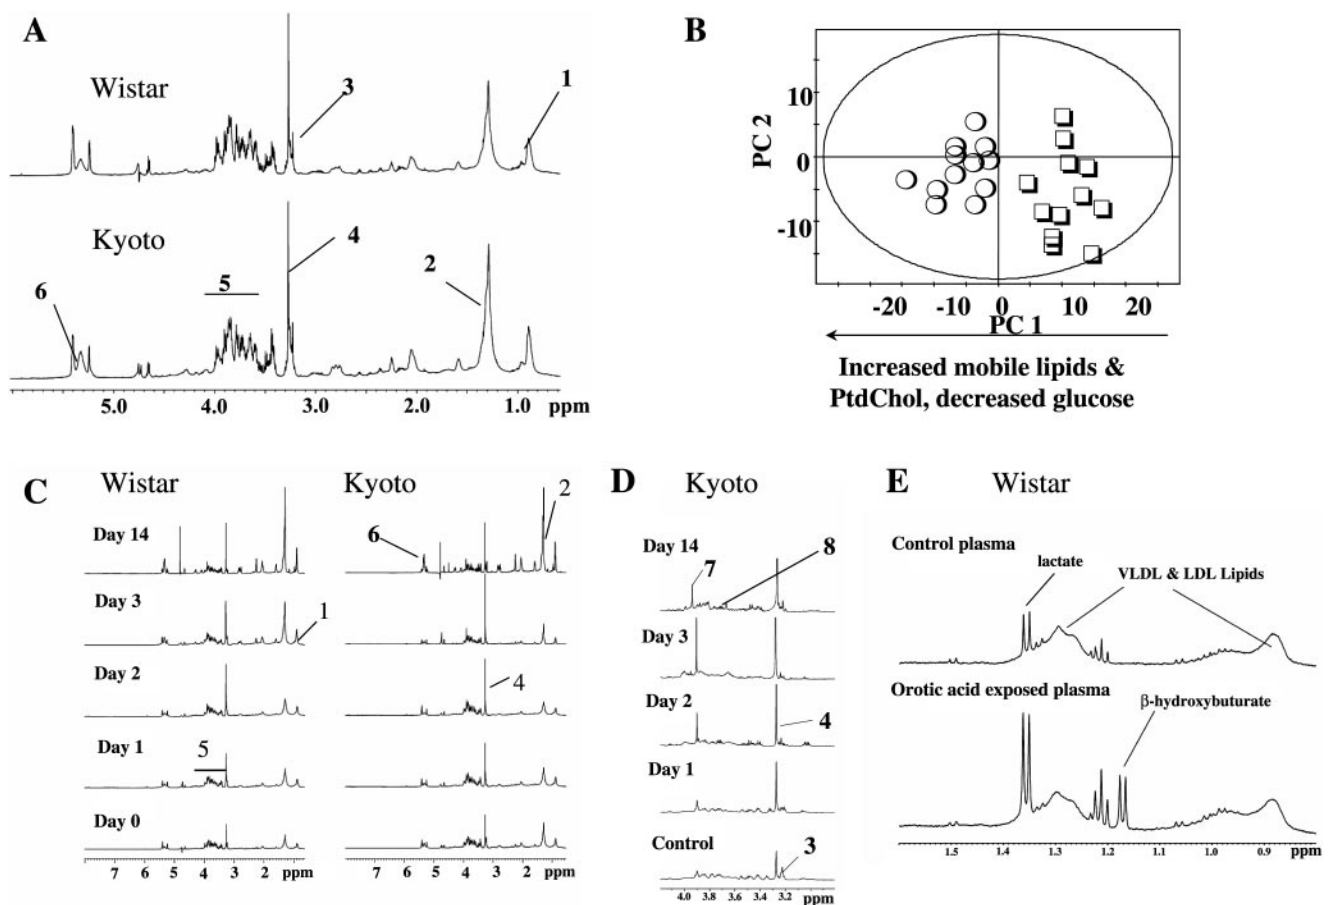 A
Wistar
3
1
Kyoto
4
2
5
6
5.0 4.0 3.0 2.0 1.0 ppm
B
PC 2
10
0
-10
-20 -10 0 10 20
PC 1
Increased mobile lipids &
PtdChol, decreased glucose
C
Wistar
Kyoto
Day 14
6
2
Day 3
1
Day 2
4
Day 1
5
Day 0
7 6 5 4 3 2 ppm
7 6 5 4 3 2 ppm
D
Kyoto
Day 14
7
8
Day 3
Day 2
4
Day 1
Control
3
4.0 3.8 3.6 3.4 3.2 ppm
E
Wistar
Control plasma
lactate
VLDL & LDL Lipids
Orotic acid exposed plasma
β-hydroxybuturate
1.5 1.3 1.2 1.1 1.0 0.9 ppm